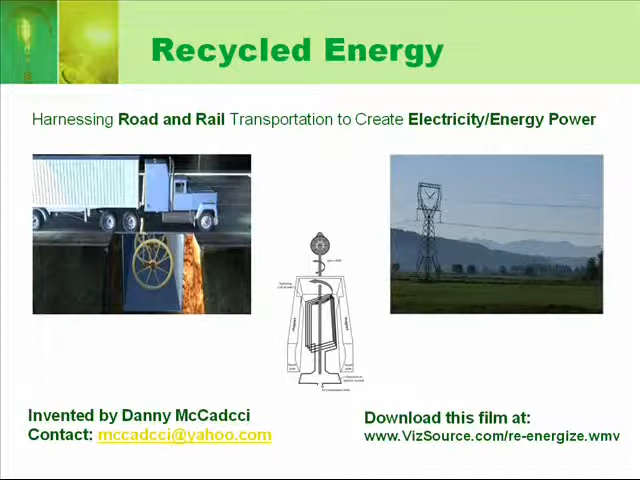 Recycled Energy
Harnessing Road and Rail Transportation to Create Electricity/Energy Power
Invented by Danny McCadcci
Contact: mccadcci@yahoo.com
Download this film at:
www.VizSource.com/re-energize.wmv